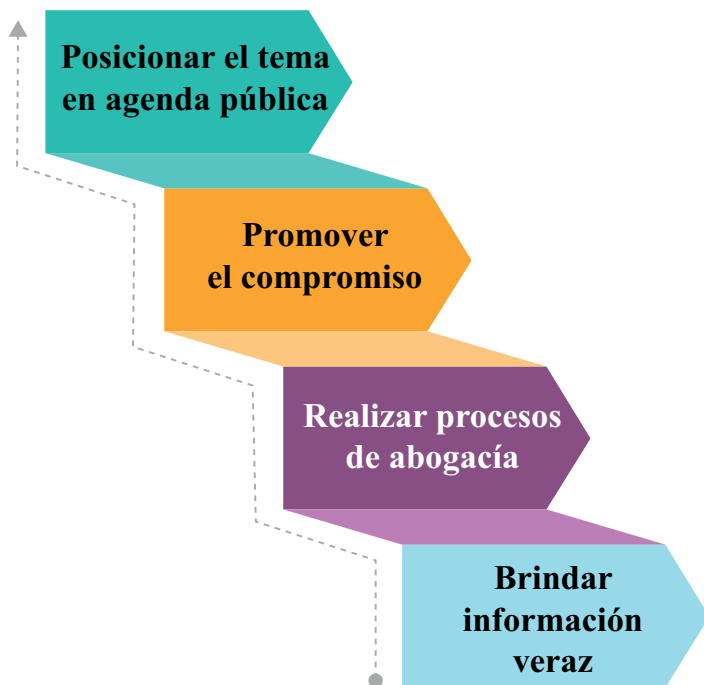 Posicionar el tema
en agenda pública
Promover
el compromiso
Realizar procesos
de abogacía
Brindar
información
veraz